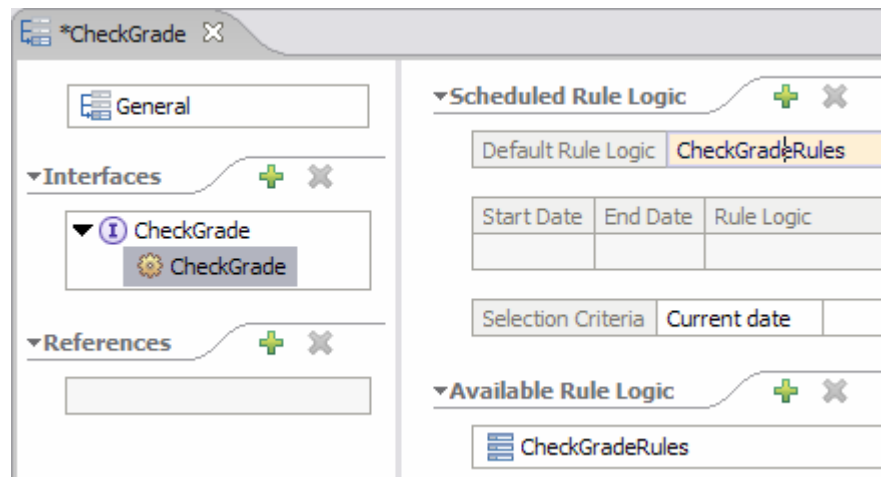 *CheckGrade
General
Interfaces
CheckGrade
CheckGrade
References
Scheduled Rule Logic
Default Rule Logic CheckGradeRules
Start Date End Date Rule Logic
Selection Criteria Current date
Available Rule Logic
CheckGradeRules